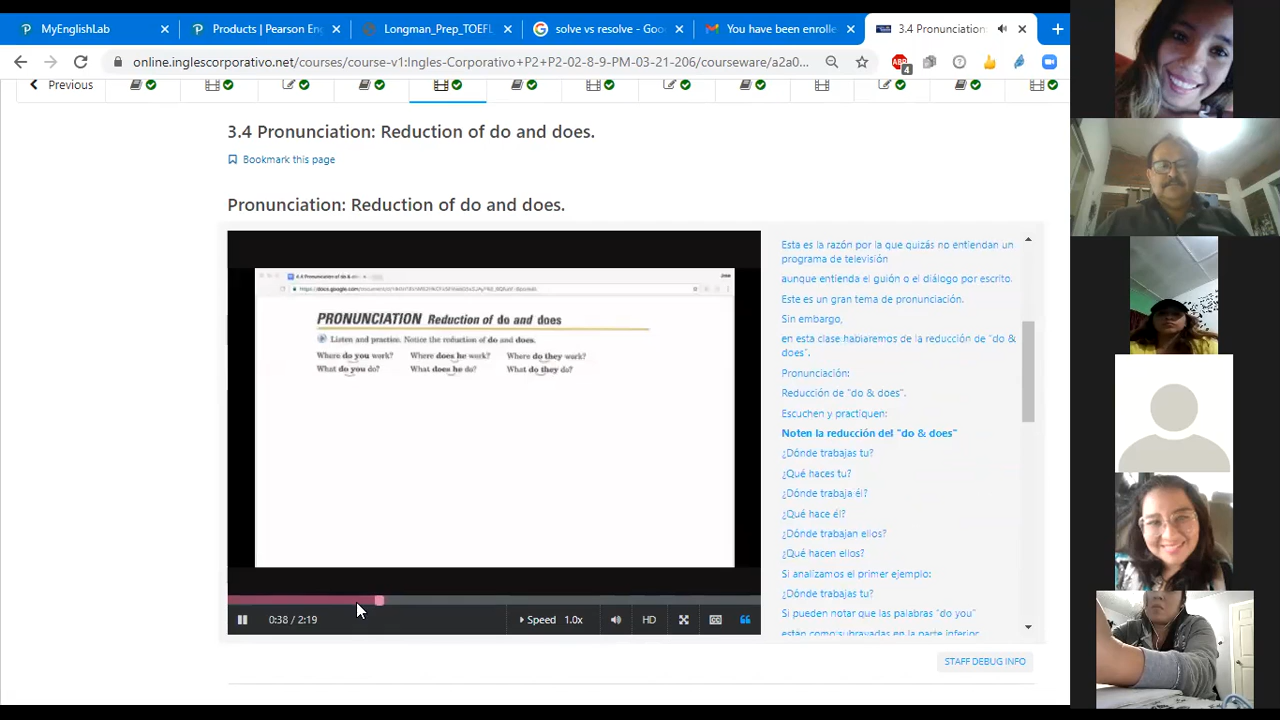 MyEnglishLab
Products | Pearson En
Longman_Prep_TOEFL
solve vs resolve - Goo
You have been enrolle
3.4 Pronunciation:
online.inglescorporativo.net/courses/course-v1:Ingles-Corporativo+P2+P2-02-8-9-PM-03-21-206/courseware/a2a0...
ABP
4
Previous
3.4 Pronunciation: Reduction of do and does.
Bookmark this page
Pronunciation: Reduction of do and does.
PRONUNCIATION Reduction of do and does
Listen and practice. Notice the reduction of do and does.
Where do you work? Where does he work? Where do they work?
What do you do? What does he do? What do they do?
0:38 / 2:19
Speed 1.0x
HD
Esta es la razón por la que quizás no entiendan un
programa de televisión
aunque entienda el guión o el diálogo por escrito.
Este es un gran tema de pronunciación.
Sin embargo,
en esta clase hablaremos de la reducción de "do &
does".
Pronunciación:
Reducción de "do & does".
Escuchen y practiquen:
Noten la reducción del "do & does"
¿Dónde trabajas tu?
¿Qué haces tu?
¿Dónde trabaja él?
¿Qué hace él?
¿Dónde trabajan ellos?
¿Qué hacen ellos?
Si analizamos el primer ejemplo:
¿Dónde trabajas tu?
Si pueden notar que las palabras "do you"
están como subrayadas en la parte inferior
STAFF DEBUG INFO